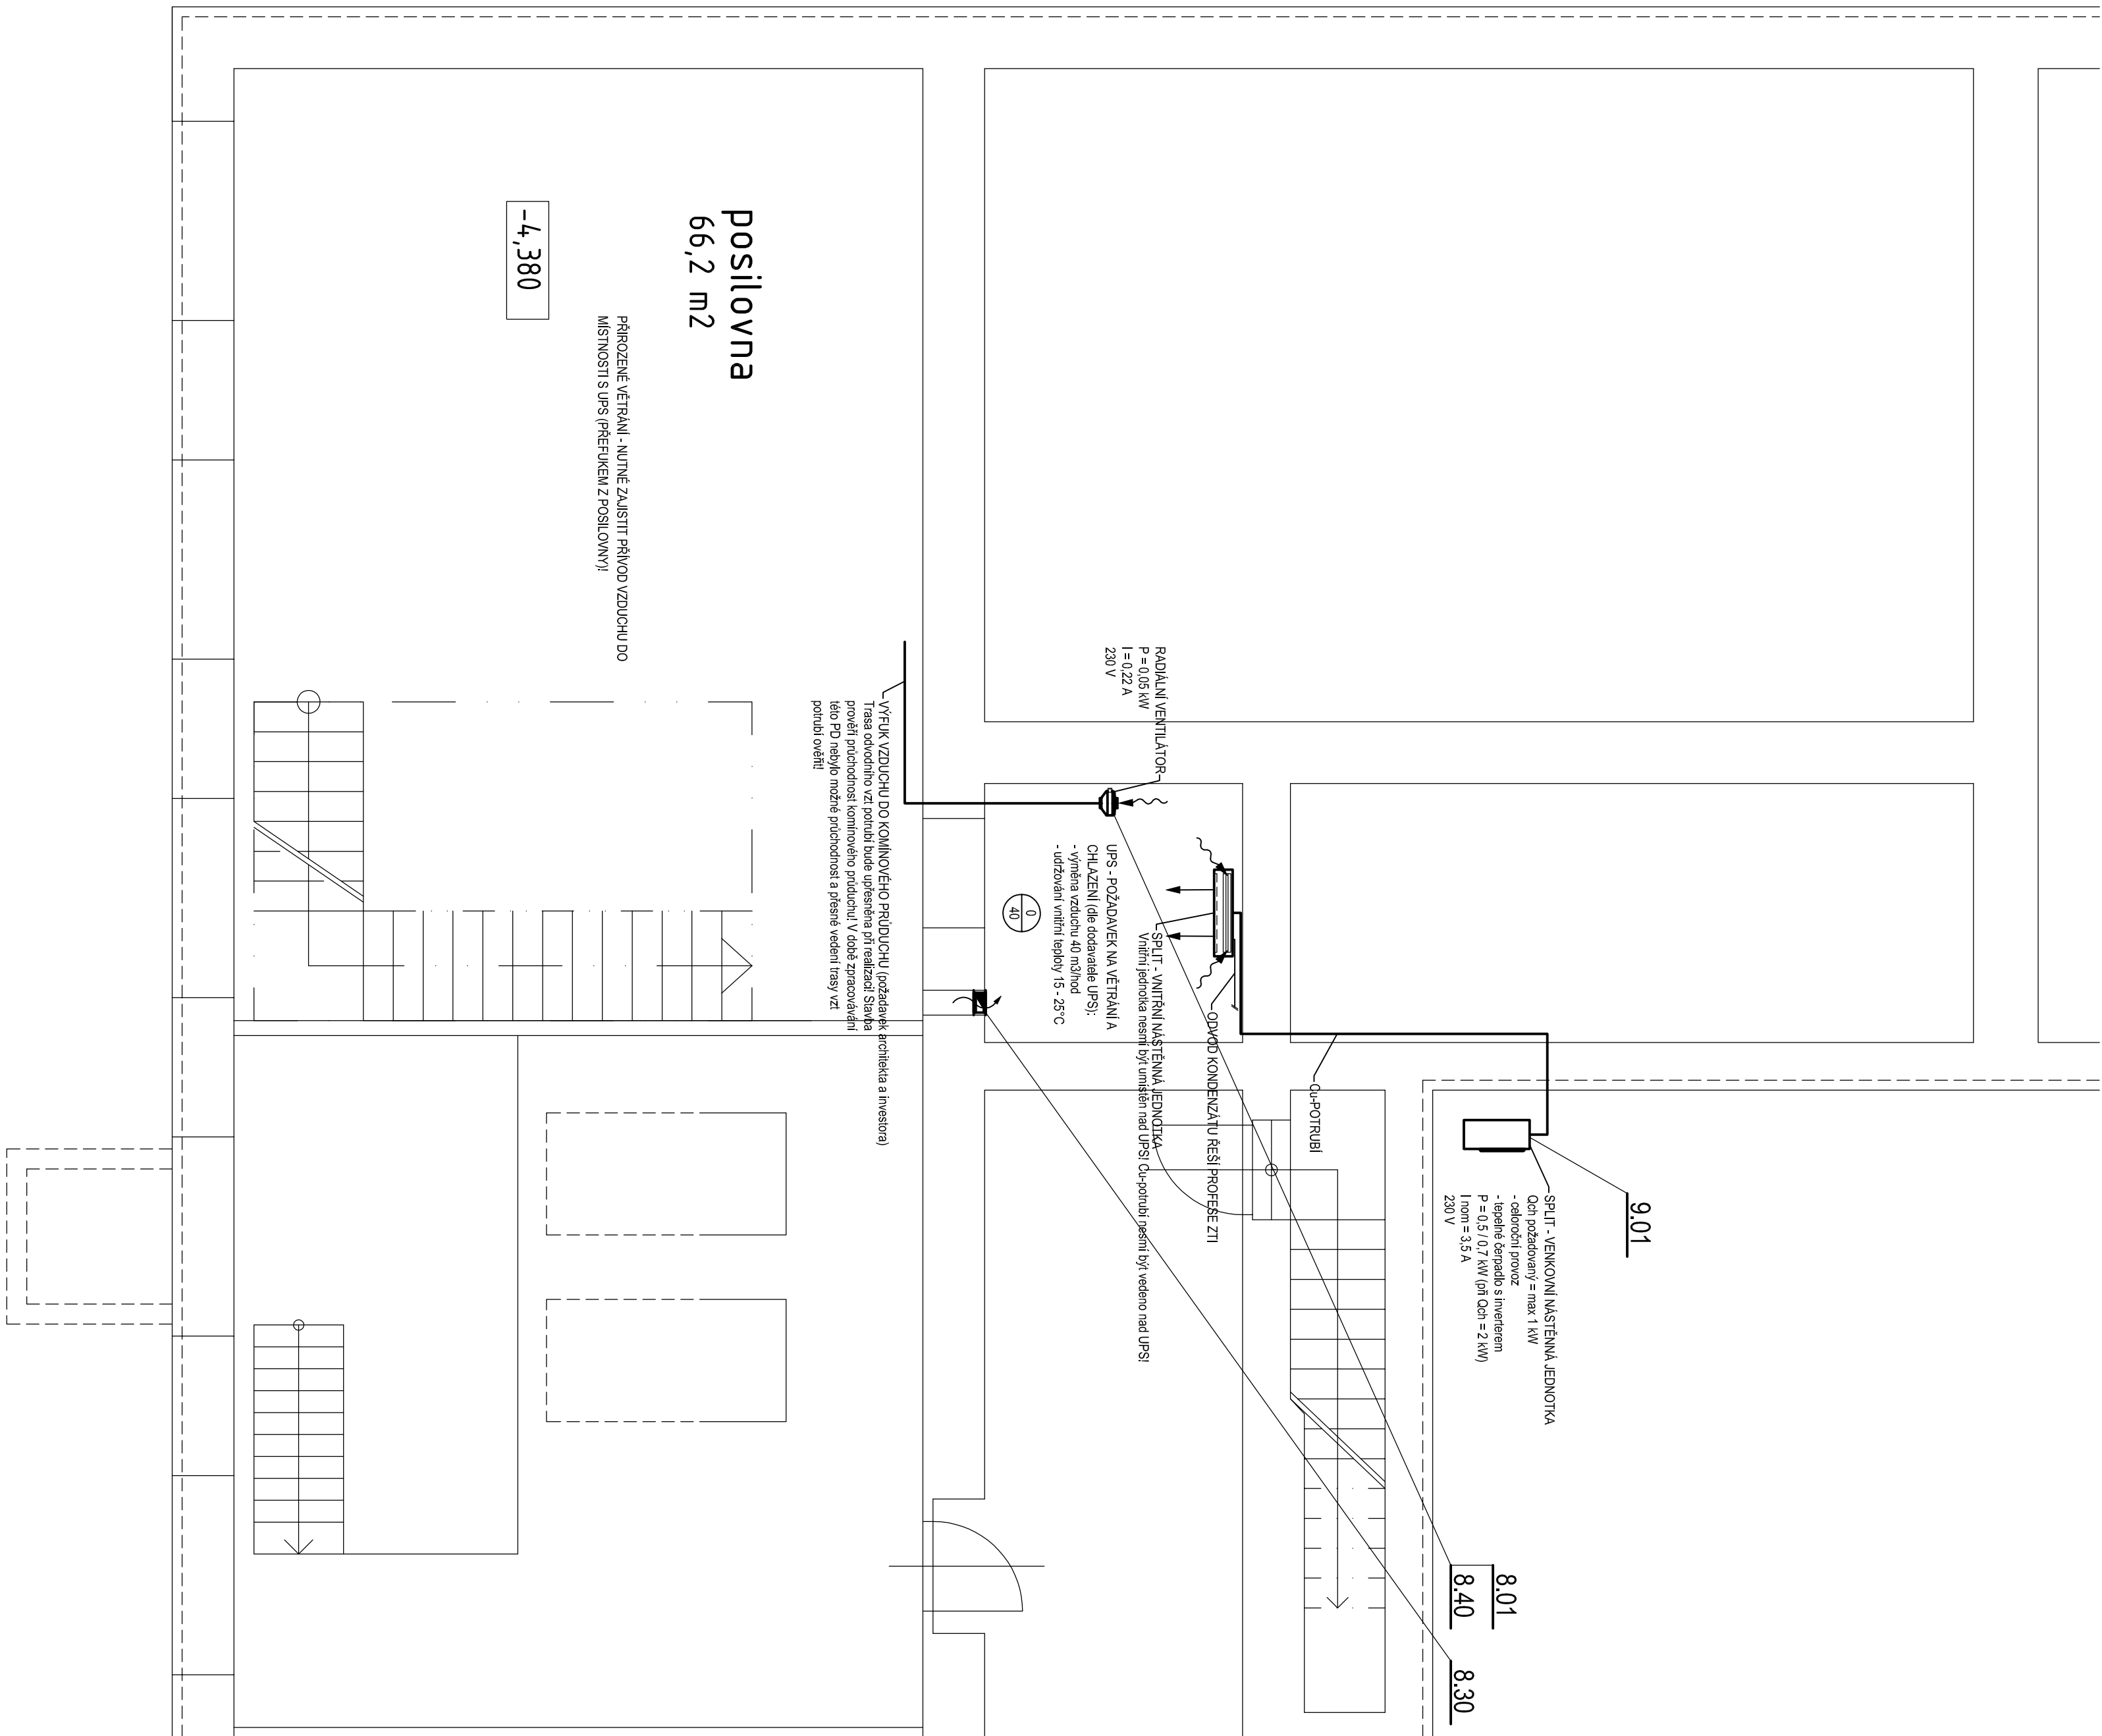 posilovna
66,2 m2
-4,380
PŘIROZENÉ VĚTRÁNÍ - NUTNÉ ZAJISTIT PŘÍVOD VZDUCHU DO
MÍSTNOSTI S UPS (PŘEFUKEM Z POSILOVNY)!
RADIÁLNÍ VENTILÁTOR
P = 0,05 kW
I = 0,22 A
230 V
VÝFUK VZDUCHU DO KOMÍNOVÉHO PRŮDUCHU (požadavek architekta a investora)
Trasa odvodního vzt potrubí bude upřesněna při realizaci! Stavba
prověří průchodnost komínového průduchu! V době zpracovávání
této PD nebylo možné průchodnost a přesné vedení trasy vzt
potrubí ověřit!
UPS - POŽADAVEK NA VĚTRÁNÍ A
CHLAZENÍ (dle dodavatele UPS):
- výměna vzduchu 40 m3/hod
- udržování vnitřní teploty 15 - 25°C
0
40
SPLIT - VNITŘNÍ NÁSTĚNNÁ JEDNOTKA
Vnitřní jednotka nesmí být umístěn nad UPS! Cu-potrubí nesmí být vedeno nad UPS!
ODVOD KONDENZÁTU ŘEŠÍ PROFESE ZTI
Cu-POTRUBÍ
9.01
SPLIT - VENKOVNÍ NÁSTĚNNÁ JEDNOTKA
Qch požadovaný = max 1 kW
- celoroční provoz
- tepelné čerpadlo s inverterem
P = 0,5 / 0,7 kW (při Qch = 2 kW)
I nom = 3,5 A
230 V
8.01
8.40
8.30